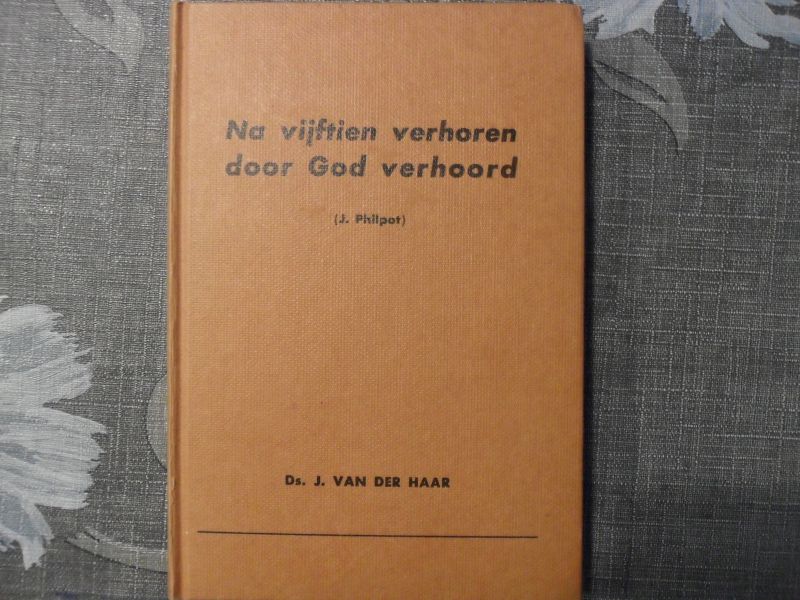 Na vijftien verhoren
door God verhoord
(J. Philpot)
Ds. J. VAN DER HAAR